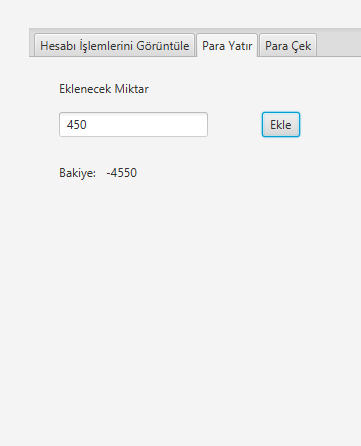 Hesabı İşlemlerini Görüntüle Para Yatır Para Çek
Eklenecek Miktar
450 Ekle
Bakiye: -4550